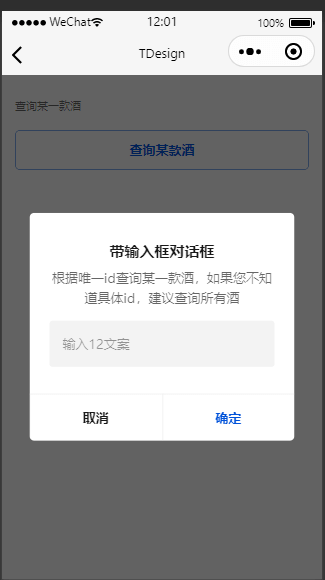 WeChat 12:01 100%
TDesign
查询某一款酒
查询某款酒
带输入框对话框
根据唯一id查询某一款酒，如果您不知
道具体id，建议查询所有酒
输入12文案
取消 确定